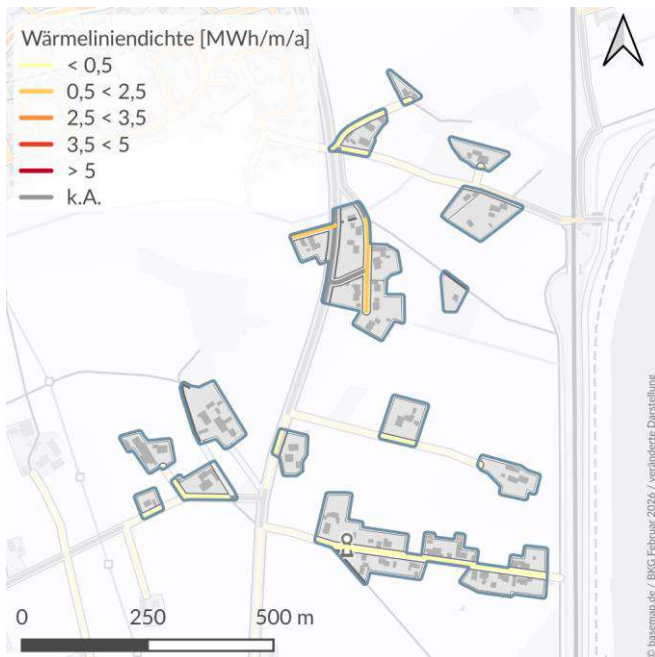 Wärmeliniendichte [MWh/m/a]
< 0,5
0,5 < 2,5
2,5 < 3,5
3,5 < 5
> 5
k.A.
0 250 500 m
© basemap.de / BKG Februar 2026 / veränderte Darstellung